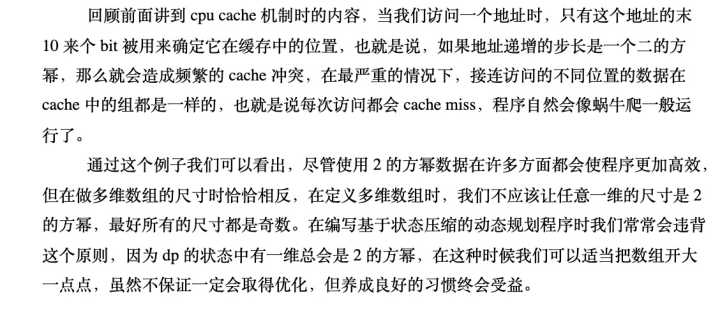 回顾前面讲到 cpu cache 机制时的内容，当我们访问一个地址时，只有这个地址的末
10 来个 bit 被用来确定它在缓存中的位置，也就是说，如果地址递增的步长是一个二的方
幂，那么就会造成频繁的 cache 冲突，在最严重的情况下，接连访问的不同位置的数据在
cache 中的组都是一样的，也就是说每次访问都会 cache miss，程序自然会像蜗牛爬一般运
行了。
通过这个例子我们可以看出，尽管使用 2 的方幂数据在许多方面都会使程序更加高效，
但在做多维数组的尺寸时恰恰相反，在定义多维数组时，我们不应该让任意一维的尺寸是 2
的方幂，最好所有的尺寸都是奇数。在编写基于状态压缩的动态规划程序时我们常常会违背
这个原则，因为 dp 的状态中有一维总会是 2 的方幂，在这种时候我们可以适当把数组开大
一点点，虽然不保证一定会取得优化，但养成良好的习惯终会受益。